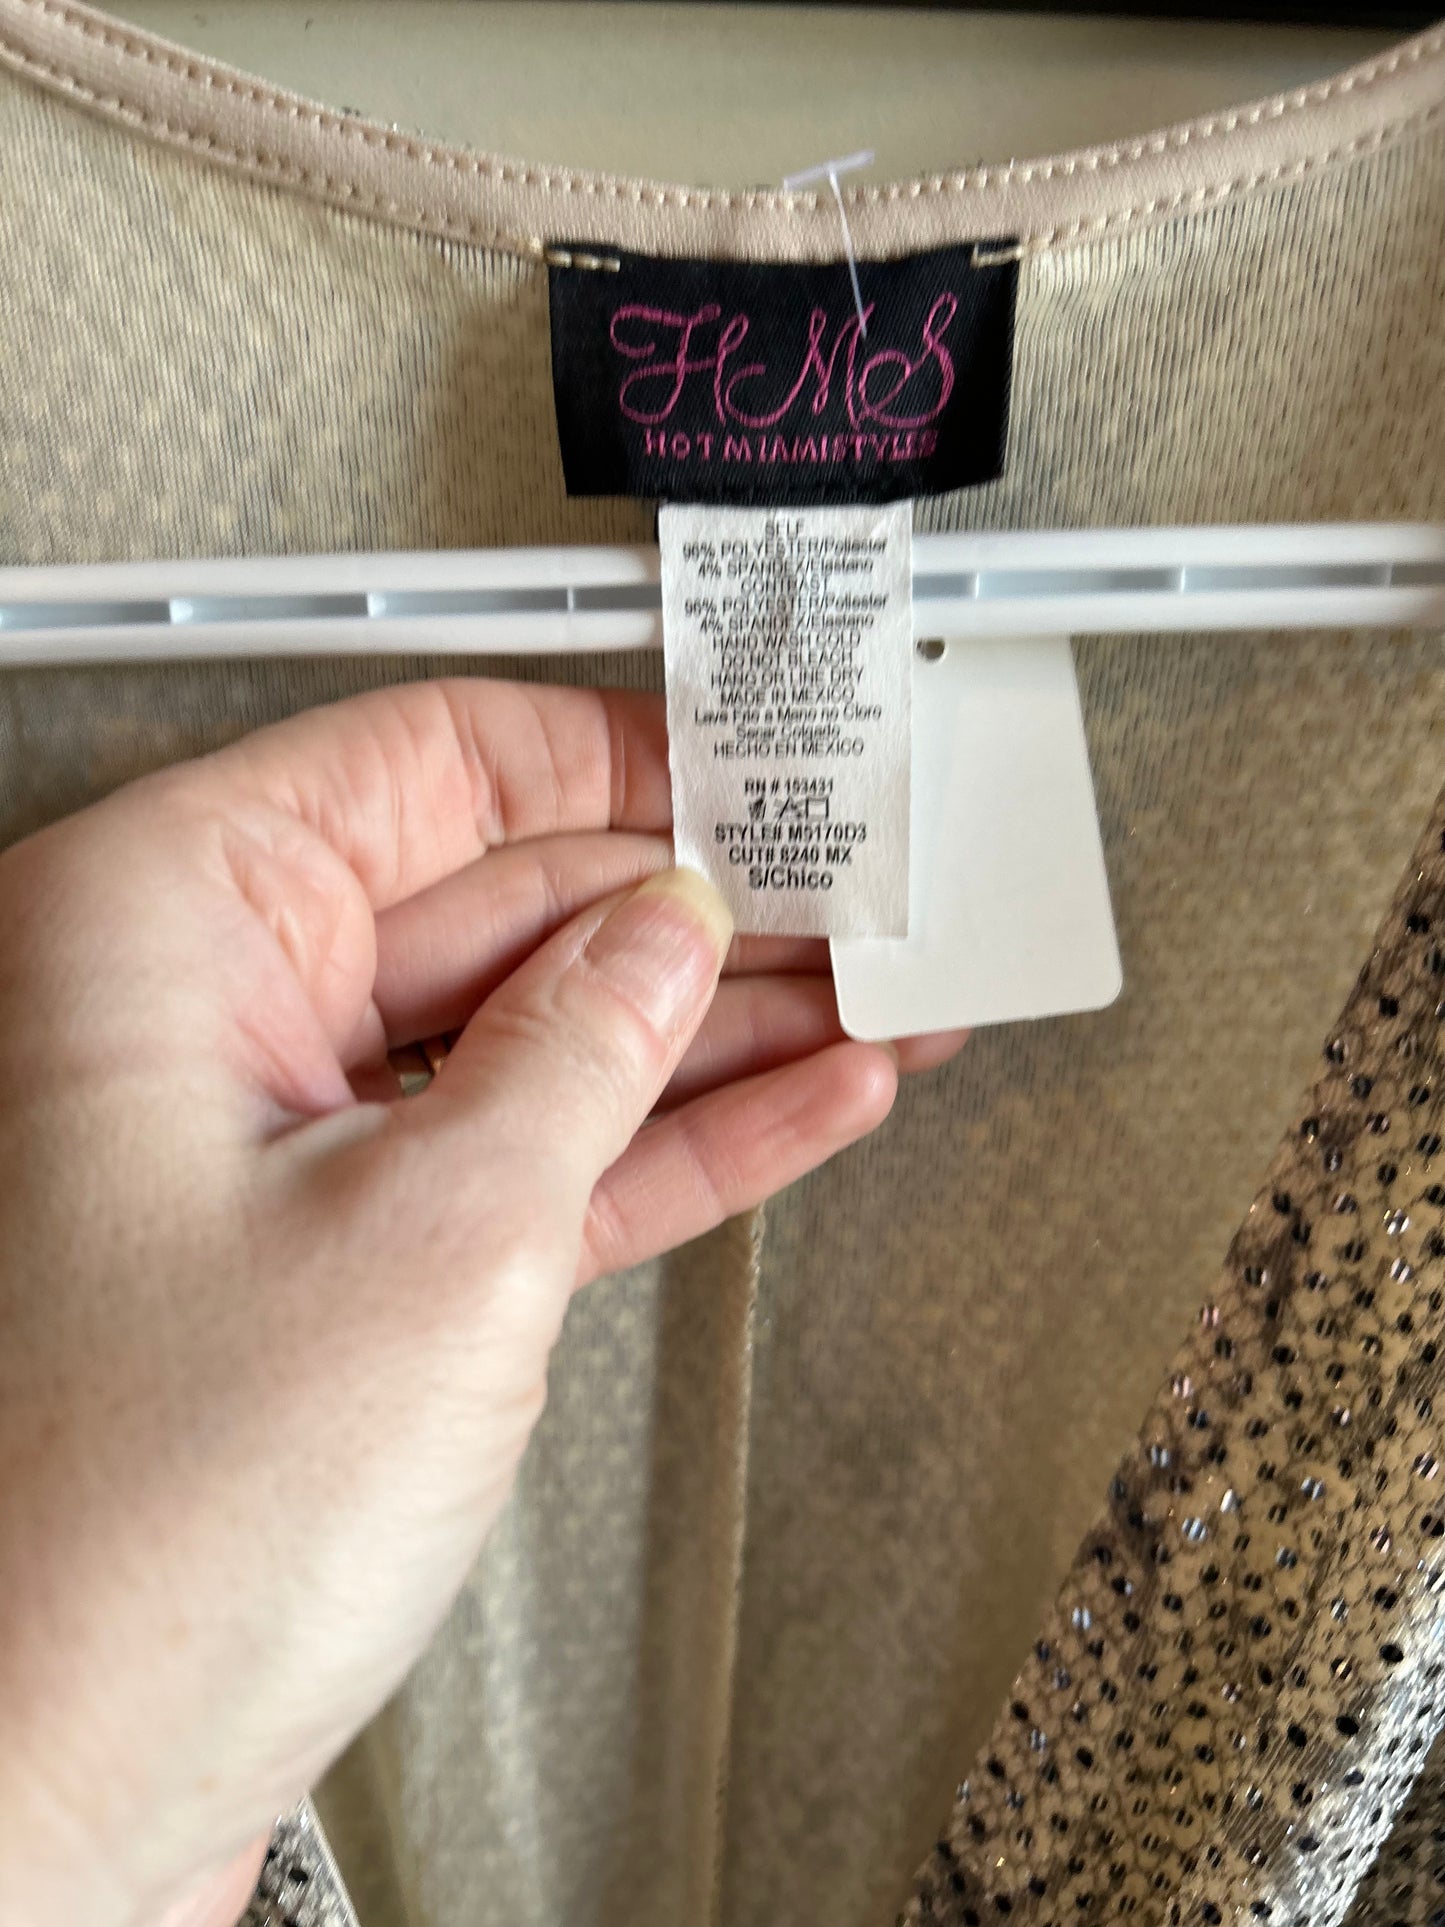 HMS
HOT MIAMI STYLES
SELF
96% POLYESTER/Poliester
4% SPANDEX/Elastano
CONTRAST
96% POLYESTER/Poliester
4% SPANDEX/Elastano
HAND WASH COLD
DO NOT BLEACH
HANG OR LINE DRY
MADE IN MEXICO
Lave Frio a Mano no Cloro
Secar Colgado
HECHO EN MEXICO
RN # 153431
STYLE# M5170D3
CUT# 8240 MX
S/Chico